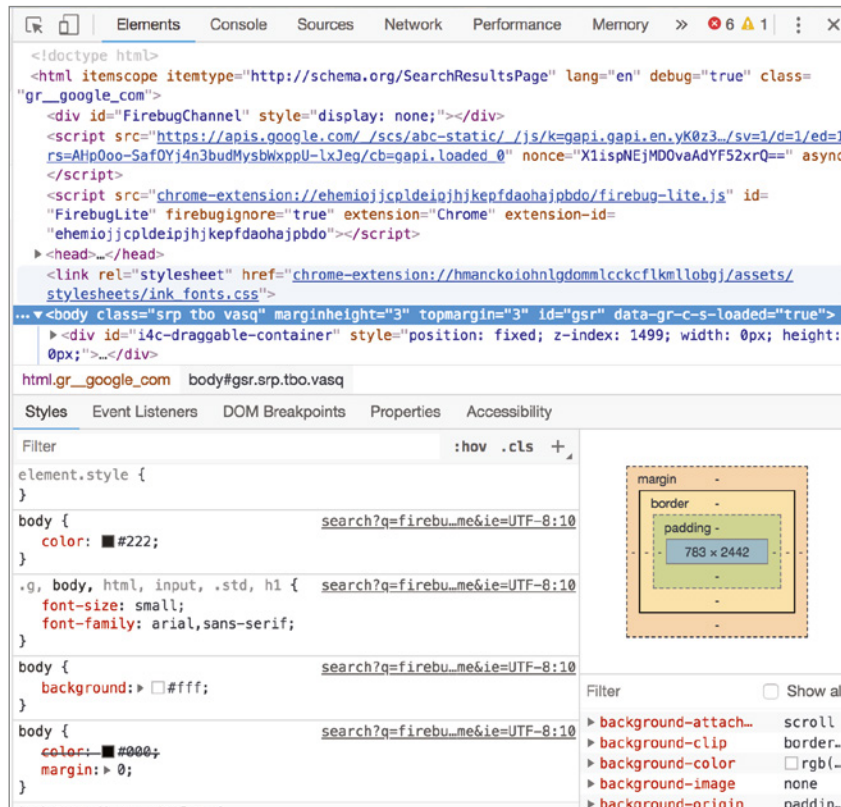 Elements Console Sources Network Performance Memory » 6 1
<!doctype html>
<html itemscope itemtype="http://schema.org/SearchResultsPage" lang="en" debug="true" class=
"gr__google_com">
<div id="FirebugChannel" style="display: none;"></div>
<script src="https://apis.google.com/_/scs/abc-static/_/js/k=gapi.gapi.en.yK0z3…/sv=1/d=1/ed=1
rs=AHpOoo-SafOYj4n3budMysbWxppU-lxJeg/cb=gapi.loaded_0" nonce="X1ispNEjMDOvaAdYF52xrQ==" async
</script>
<script src="chrome-extension://ehemiojjcpldeipjhjkepfdaohajpbdo/firebug-lite.js" id=
"FirebugLite" firebugignore="true" extension="Chrome" extension-id=
"ehemiojjcpldeipjhjkepfdaohajpbdo"></script>
▶<head>…</head>
<link rel="stylesheet" href="chrome-extension://hmanckoiohnlgdommlcckcflkmllobgj/assets/
stylesheets/ink_fonts.css">
…▼<body class="srp tbo vasq" marginheight="3" topmargin="3" id="gsr" data-gr-c-s-loaded="true">
▶<div id="i4c-draggable-container" style="position: fixed; z-index: 1499; width: 0px; height:
0px;">…</div>
html.gr__google_com body#gsr.srp.tbo.vasq
Styles Event Listeners DOM Breakpoints Properties Accessibility
Filter :hov .cls +
element.style {
}
body { search?q=firebu…me&ie=UTF-8:10
color: #222;
}
.g, body, html, input, .std, h1 { search?q=firebu…me&ie=UTF-8:10
font-size: small;
font-family: arial,sans-serif;
}
body { search?q=firebu…me&ie=UTF-8:10
background:▶ #fff;
}
body { search?q=firebu…me&ie=UTF-8:10
color: #000;
margin:▶ 0;
}
margin -
border -
padding -
- - - 783 × 2442 - - -
-
-
-
Filter Show al
▶ background-attach… scroll
▶ background-clip border…
▶ background-color rgb(…
▶ background-image none
▶ background-origin paddin…